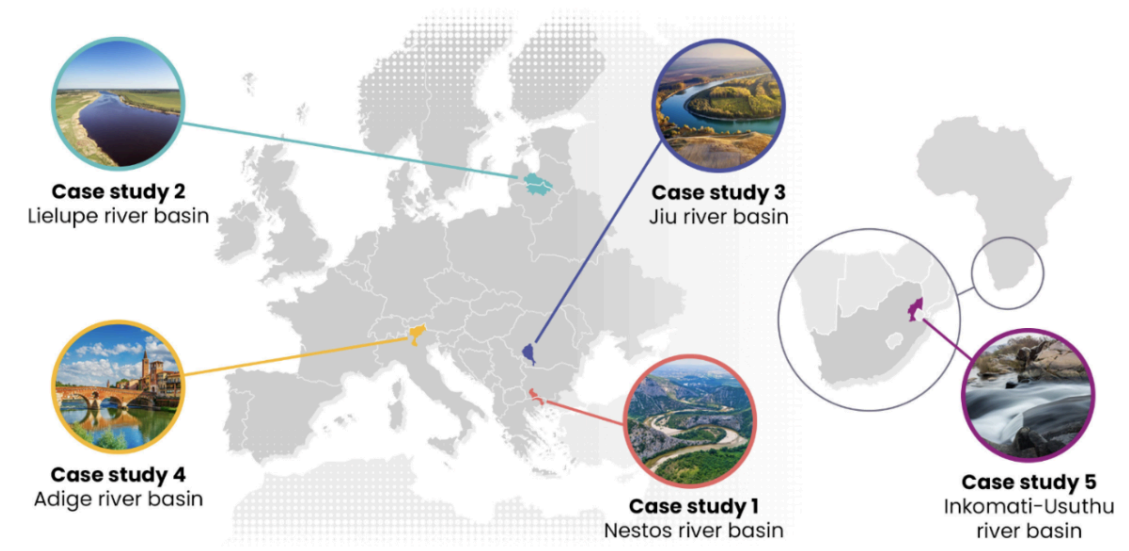 Case study 2
Lielupe river basin
Case study 3
Jiu river basin
Case study 4
Adige river basin
Case study 1
Nestos river basin
Case study 5
Inkomati-Usuthu
river basin